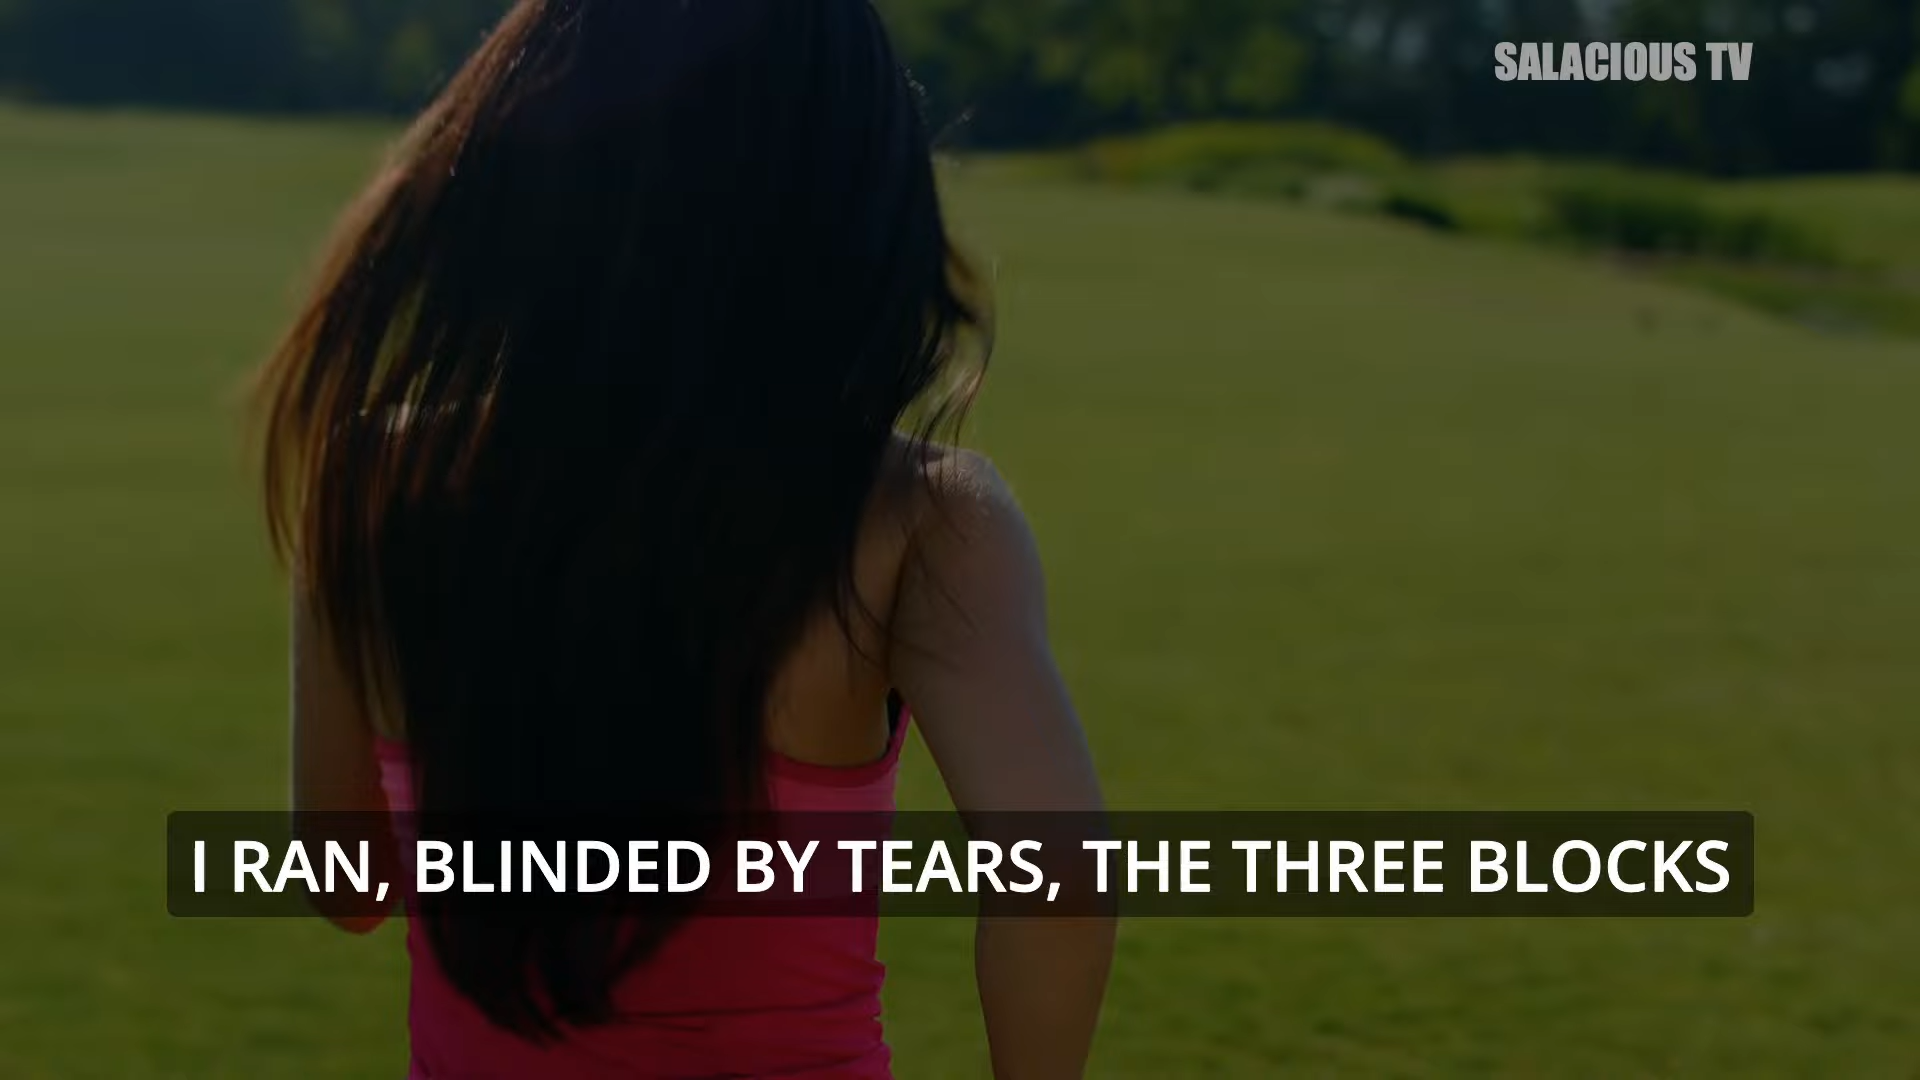 SALACIOUS TV
I RAN, BLINDED BY TEARS, THE THREE BLOCKS